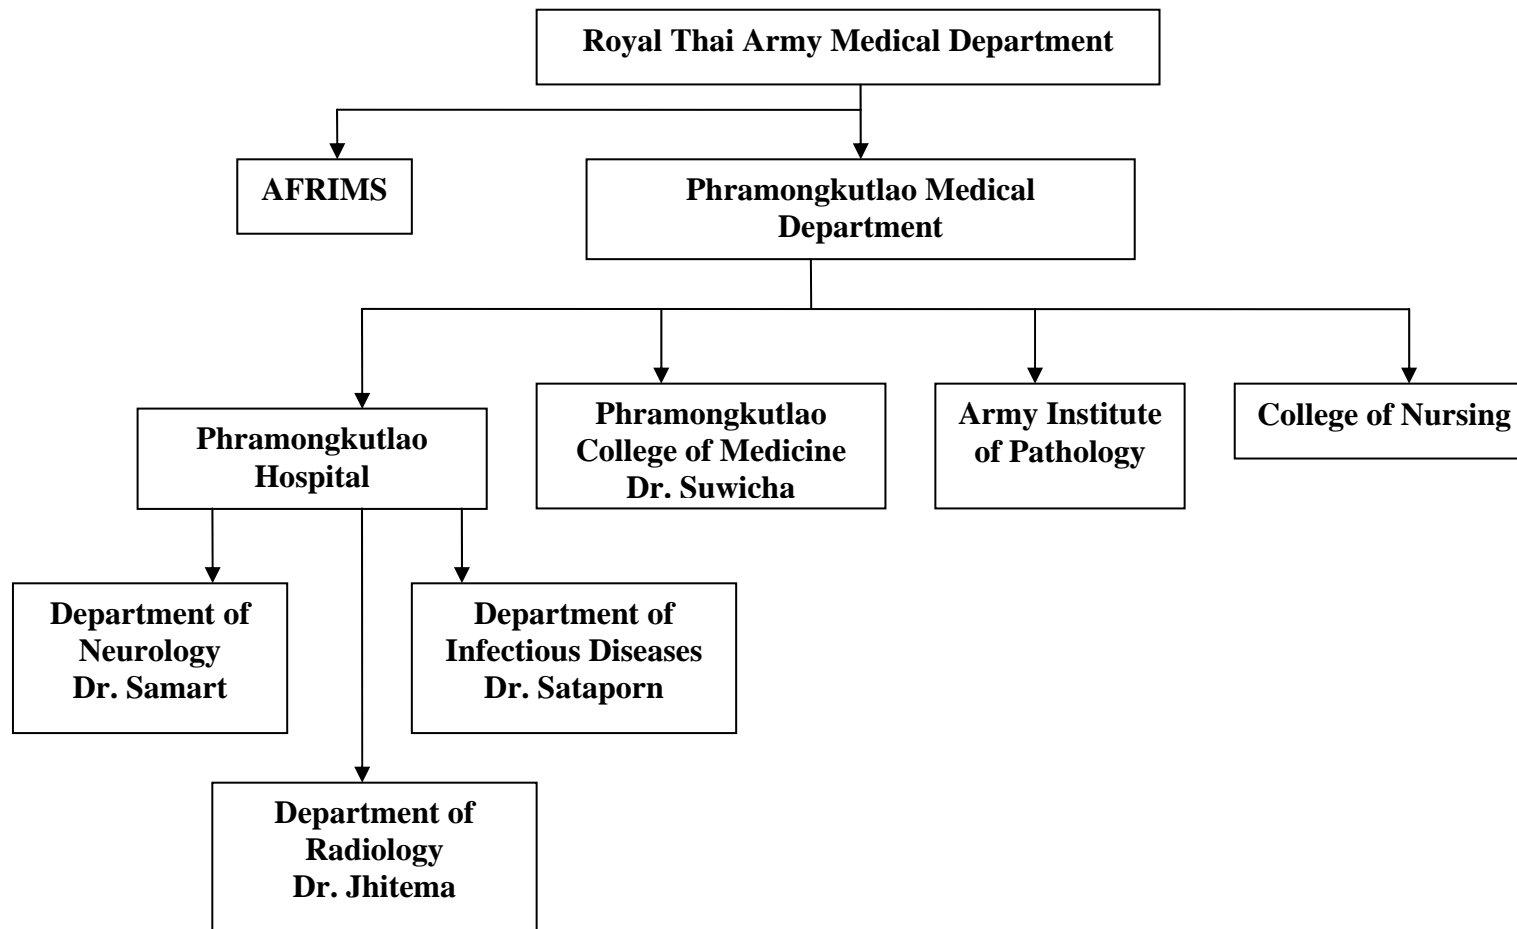 Royal Thai Army Medical Department
AFRIMS
Phramongkutlao Medical
Department
Phramongkutlao
Hospital
Phramongkutlao
College of Medicine
Dr. Suwicha
Army Institute
of Pathology
College of Nursing
Department of
Neurology
Dr. Samart
Department of
Infectious Diseases
Dr. Sataporn
Department of
Radiology
Dr. Jhitema